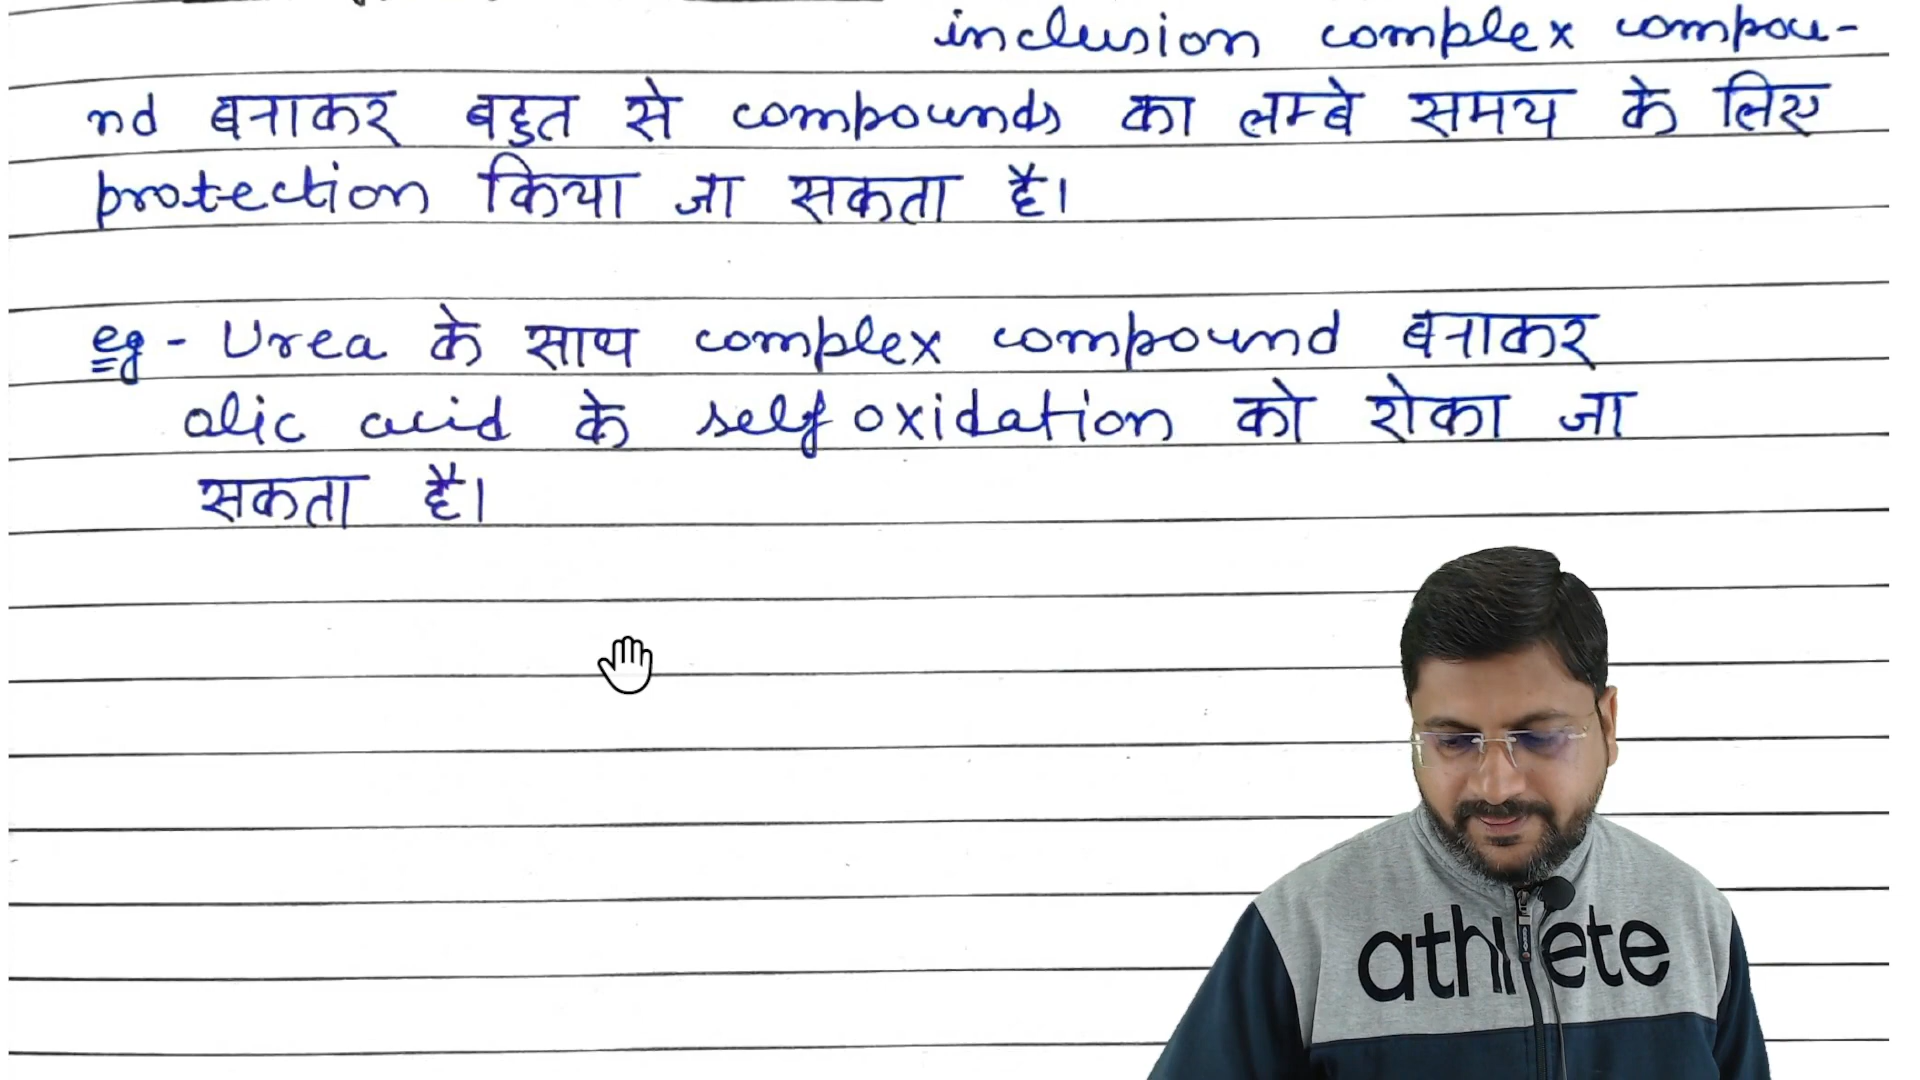 inclusion complex compou-
nd बनाकर बहुत से compounds का लम्बे समय के लिए
protection किया जा सकता है।
eg - Urea के साथ complex compound बनाकर
olic acid के self oxidation को रोका जा
सकता है।
athlete